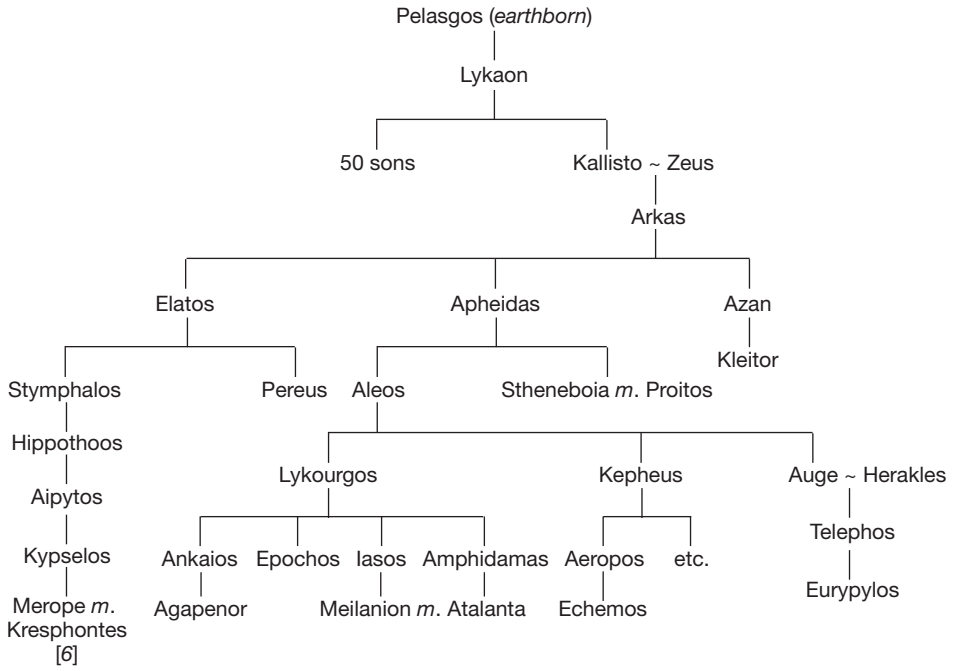 Pelasgos (earthborn)
Lykaon
50 sons Kallisto ~ Zeus
Arkas
Elatos Apheidas Azan
Kleitor
Stymphalos Pereus Aleos Stheneboia m. Proitos
Hippothoos
Lykourgos Kepheus Auge ~ Herakles
Aipytos
Telephos
Kypselos Ankaios Epochos Iasos Amphidamas Aeropos etc.
Eurypylos
Merope m. Agapenor Meilanion m. Atalanta Echemos
Kresphontes
[6]